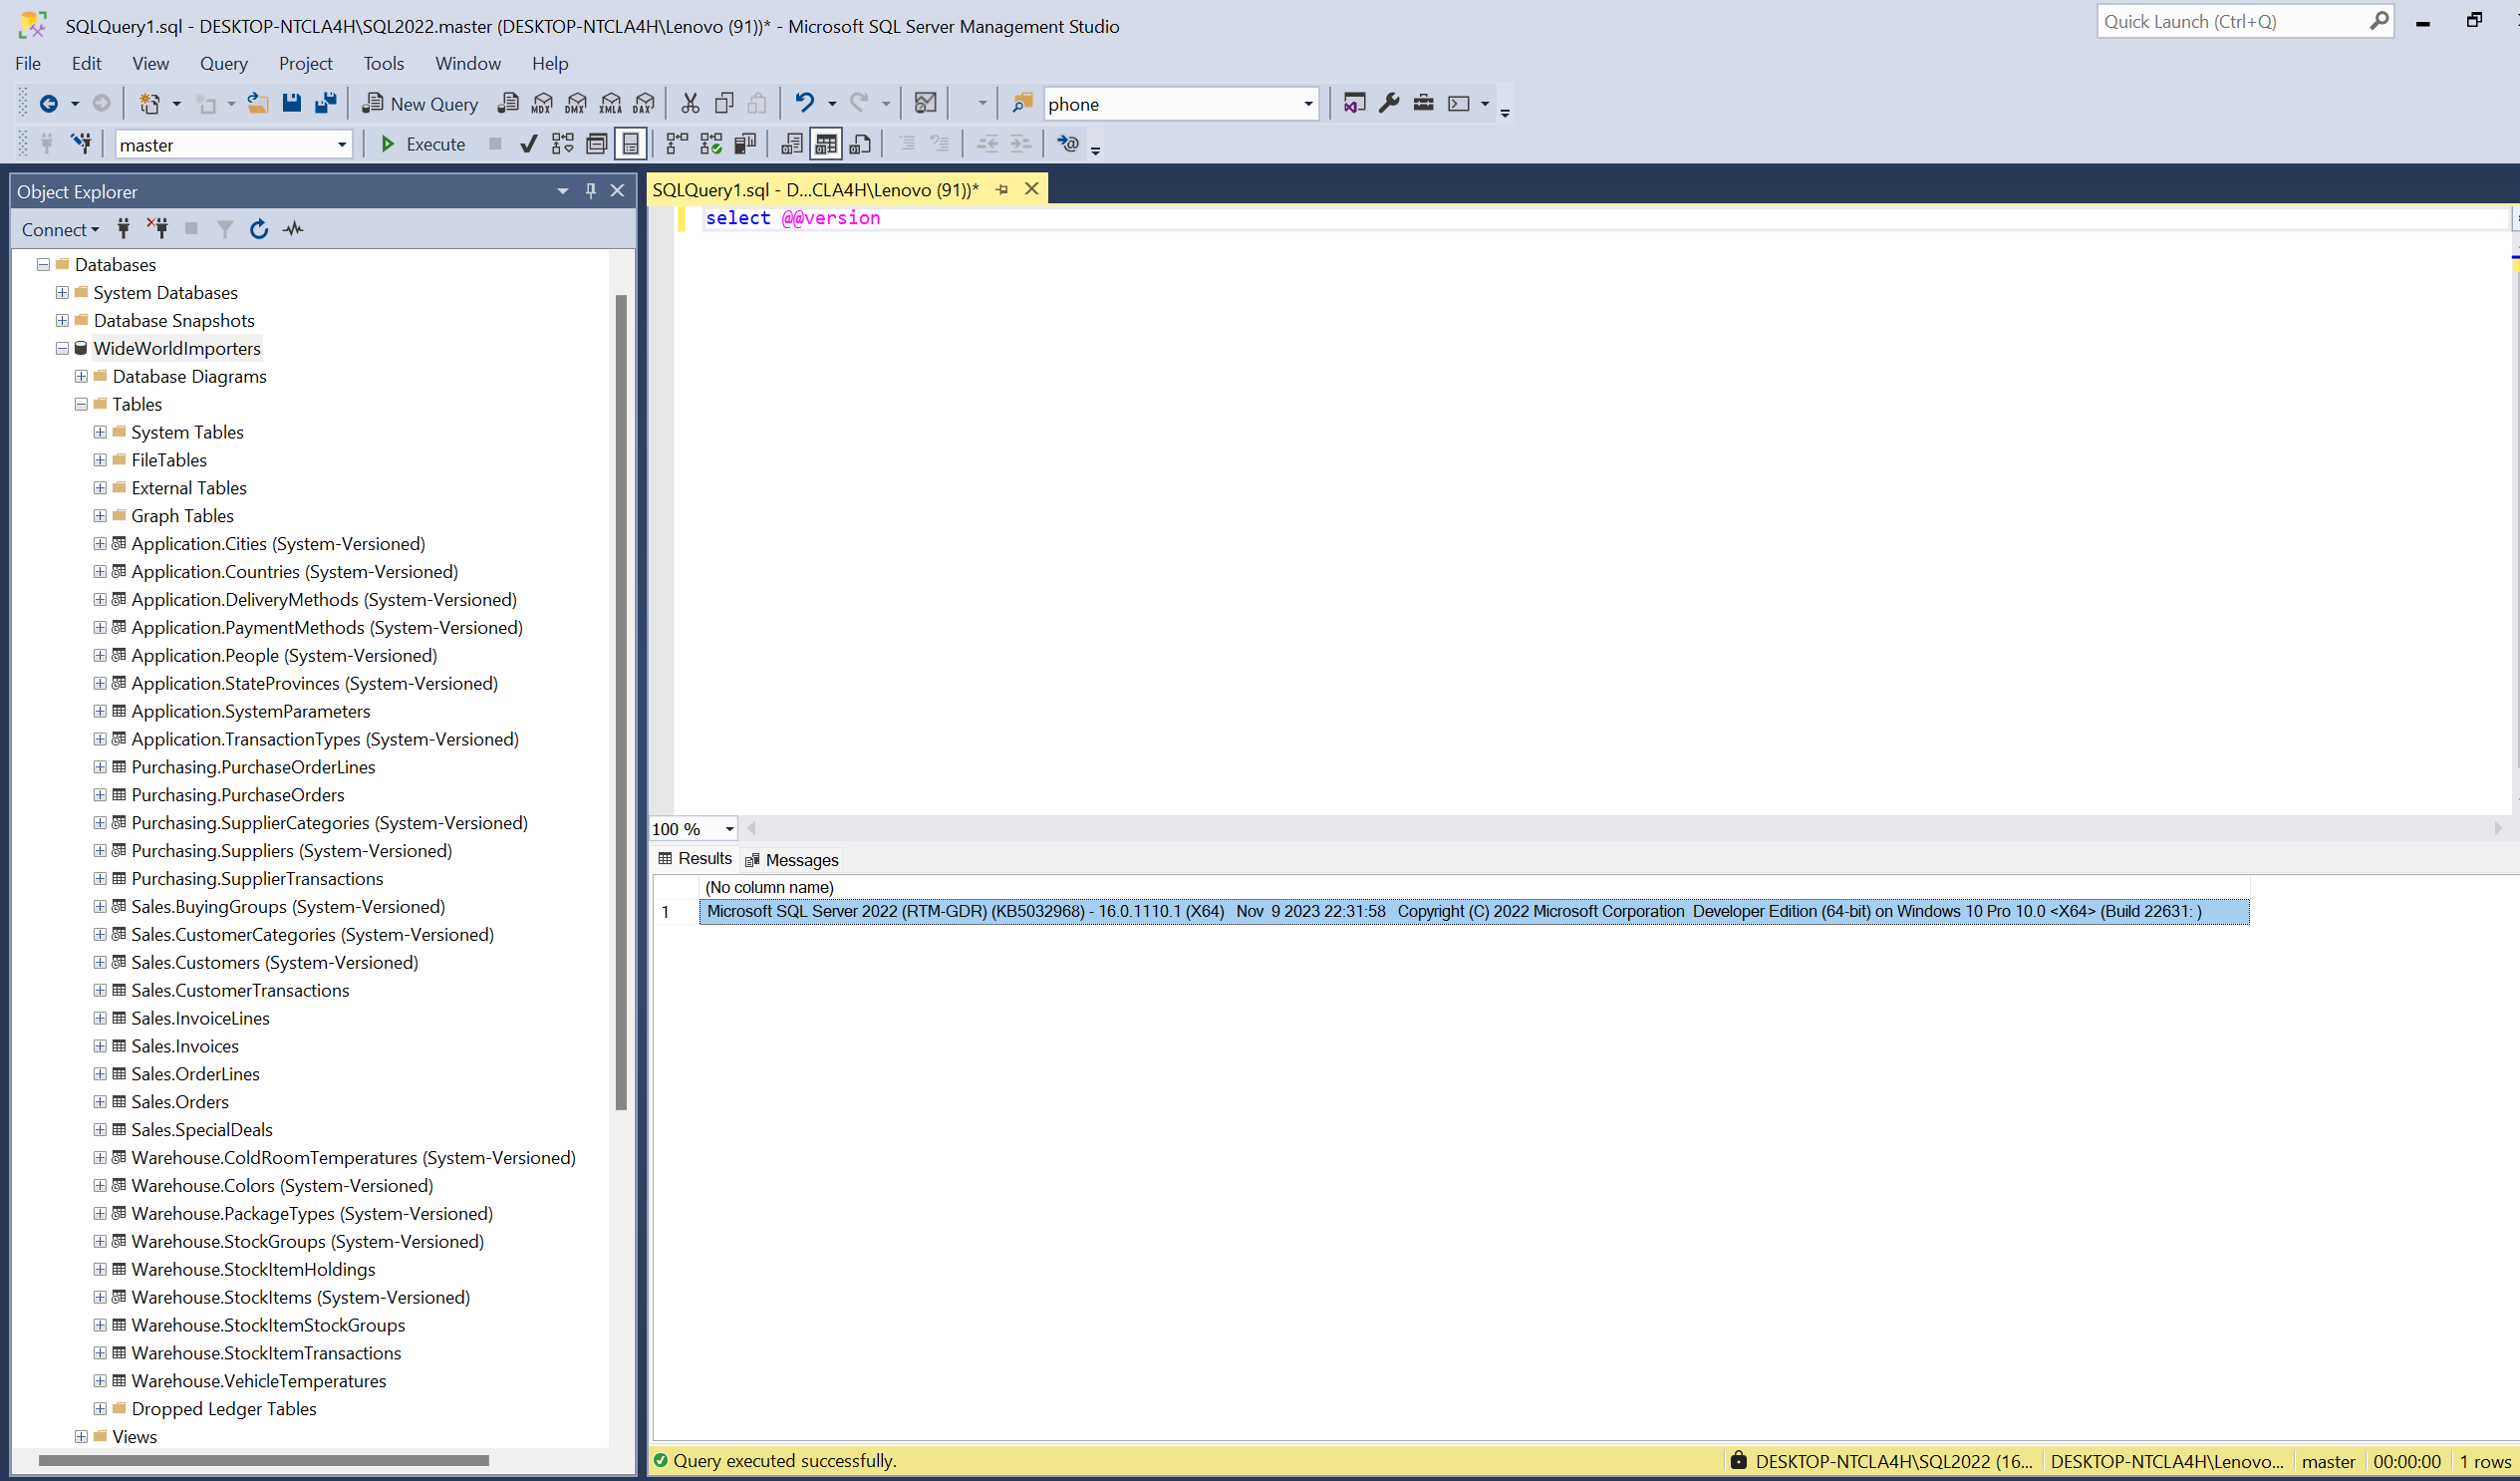 SQLQuery1.sql - DESKTOP-NTCLA4H\SQL2022.master (DESKTOP-NTCLA4H\Lenovo (91))* - Microsoft SQL Server Management Studio
Quick Launch (Ctrl+Q)
File Edit View Query Project Tools Window Help
New Query MDX DMX XMLA DAX phone
master Execute
Object Explorer
Connect
Databases
System Databases
Database Snapshots
WideWorldImporters
Database Diagrams
Tables
System Tables
FileTables
External Tables
Graph Tables
Application.Cities (System-Versioned)
Application.Countries (System-Versioned)
Application.DeliveryMethods (System-Versioned)
Application.PaymentMethods (System-Versioned)
Application.People (System-Versioned)
Application.StateProvinces (System-Versioned)
Application.SystemParameters
Application.TransactionTypes (System-Versioned)
Purchasing.PurchaseOrderLines
Purchasing.PurchaseOrders
Purchasing.SupplierCategories (System-Versioned)
Purchasing.Suppliers (System-Versioned)
Purchasing.SupplierTransactions
Sales.BuyingGroups (System-Versioned)
Sales.CustomerCategories (System-Versioned)
Sales.Customers (System-Versioned)
Sales.CustomerTransactions
Sales.InvoiceLines
Sales.Invoices
Sales.OrderLines
Sales.Orders
Sales.SpecialDeals
Warehouse.ColdRoomTemperatures (System-Versioned)
Warehouse.Colors (System-Versioned)
Warehouse.PackageTypes (System-Versioned)
Warehouse.StockGroups (System-Versioned)
Warehouse.StockItemHoldings
Warehouse.StockItems (System-Versioned)
Warehouse.StockItemStockGroups
Warehouse.StockItemTransactions
Warehouse.VehicleTemperatures
Dropped Ledger Tables
Views
SQLQuery1.sql - D...CLA4H\Lenovo (91))*
select @@version
100 %
Results Messages
(No column name)
1 Microsoft SQL Server 2022 (RTM-GDR) (KB5032968) - 16.0.1110.1 (X64) Nov 9 2023 22:31:58 Copyright (C) 2022 Microsoft Corporation Developer Edition (64-bit) on Windows 10 Pro 10.0 <X64> (Build 22631: )
Query executed successfully. DESKTOP-NTCLA4H\SQL2022 (16... DESKTOP-NTCLA4H\Lenovo... master 00:00:00 1 rows